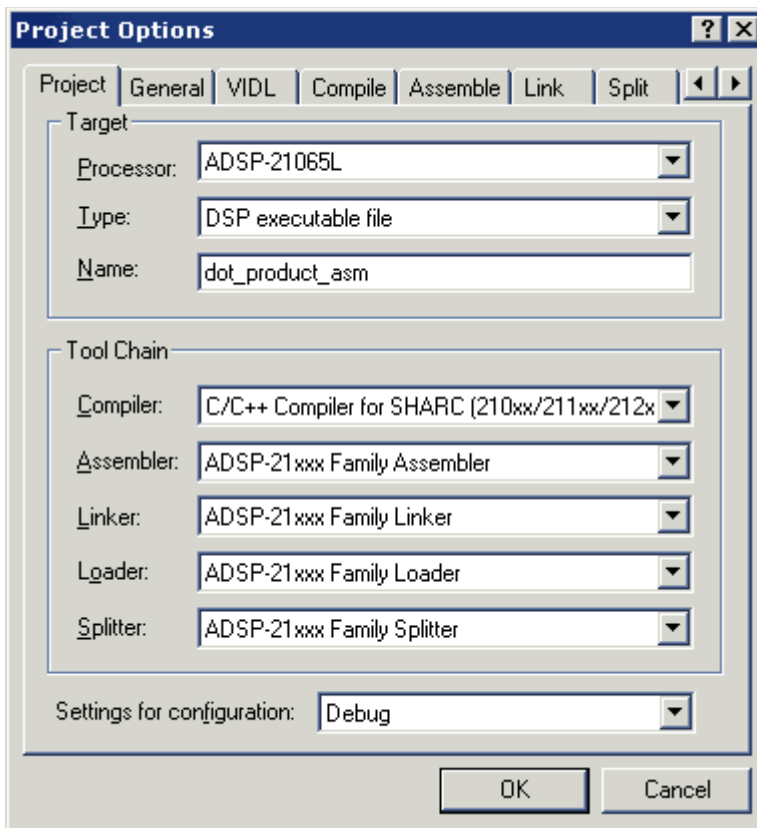 Project Options
Project General VIDL Compile Assemble Link Split
Target
Processor: ADSP-21065L
Type: DSP executable file
Name: dot_product_asm
Tool Chain
Compiler: C/C++ Compiler for SHARC (210xx/211xx/212x
Assembler: ADSP-21xxx Family Assembler
Linker: ADSP-21xxx Family Linker
Loader: ADSP-21xxx Family Loader
Splitter: ADSP-21xxx Family Splitter
Settings for configuration: Debug
OK Cancel